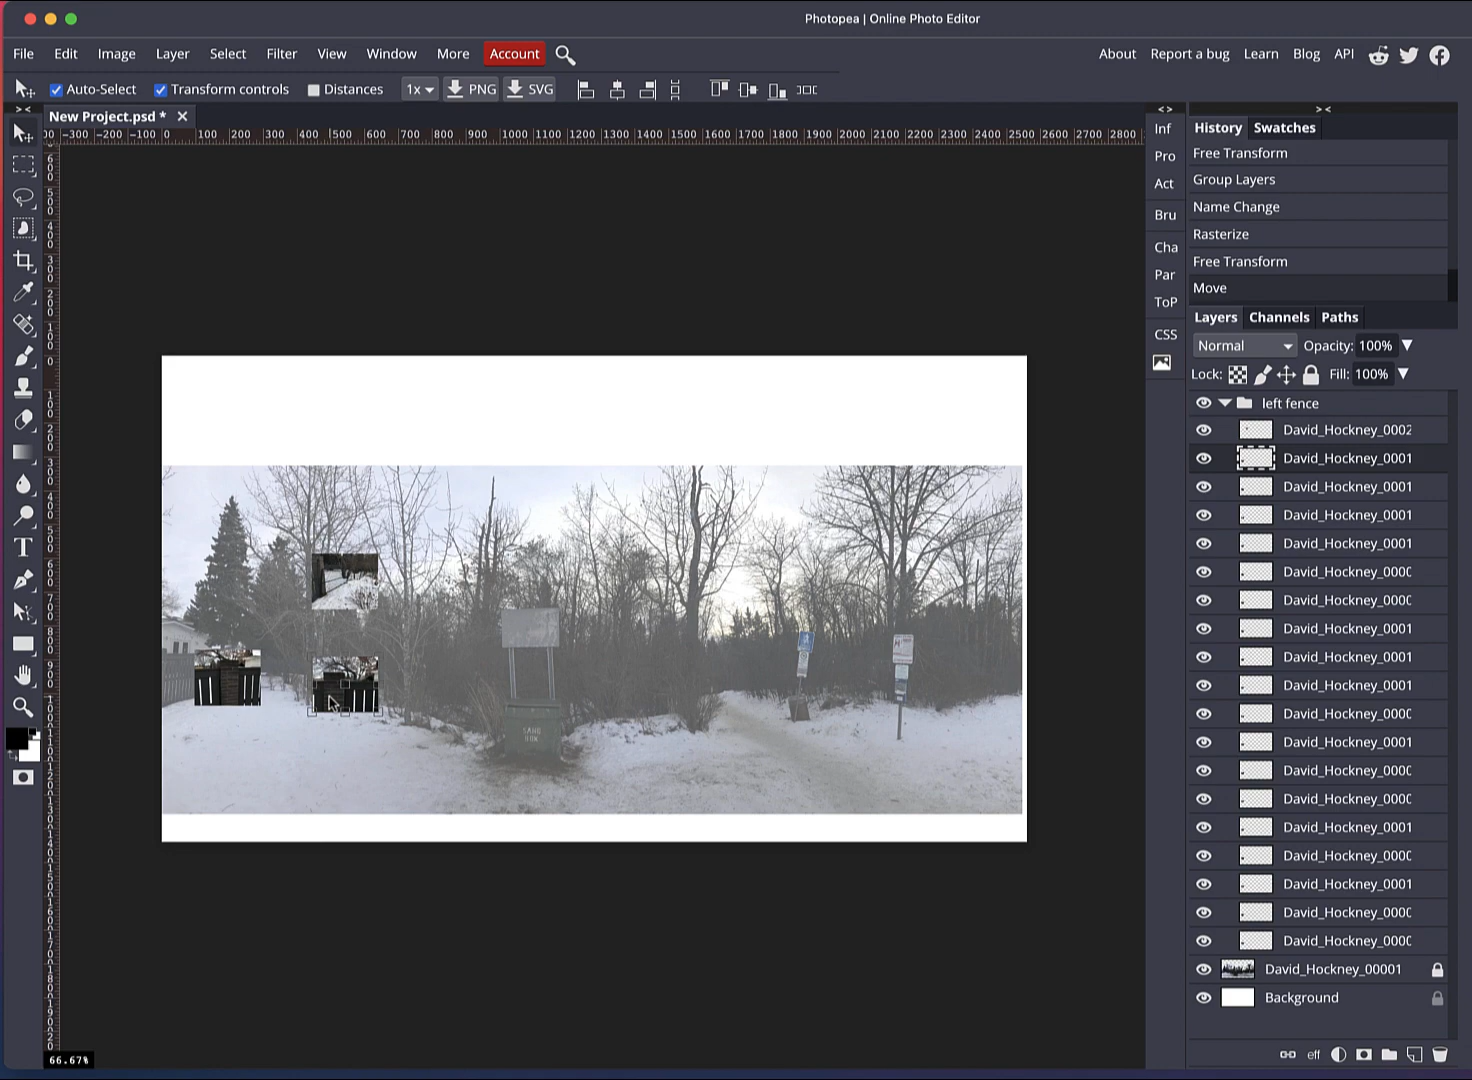 Photopea | Online Photo Editor
File Edit Image Layer Select Filter View Window More Account About Report a bug Learn Blog API
Auto-Select Transform controls Distances 1x PNG SVG
New Project.psd *
-300 -200 -100 0 100 200 300 400 500 600 700 800 900 1000 1100 1200 1300 1400 1500 1600 1700 1800 1900 2000 2100 2200 2300 2400 2500 2600 2700 2800
Inf
Pro
Act
Bru
Cha
Par
ToP
CSS
History Swatches
Free Transform
Group Layers
Name Change
Rasterize
Free Transform
Move
Layers Channels Paths
Normal Opacity: 100%
Lock: Fill: 100%
left fence
David_Hockney_0002
David_Hockney_0001
David_Hockney_0001
David_Hockney_0001
David_Hockney_0001
David_Hockney_000
David_Hockney_000
David_Hockney_0001
David_Hockney_0001
David_Hockney_0001
David_Hockney_000
David_Hockney_0001
David_Hockney_000
David_Hockney_000
David_Hockney_0001
David_Hockney_000
David_Hockney_0001
David_Hockney_000
David_Hockney_000
David_Hockney_00001
Background
eff
SAND
BOX
66.67%